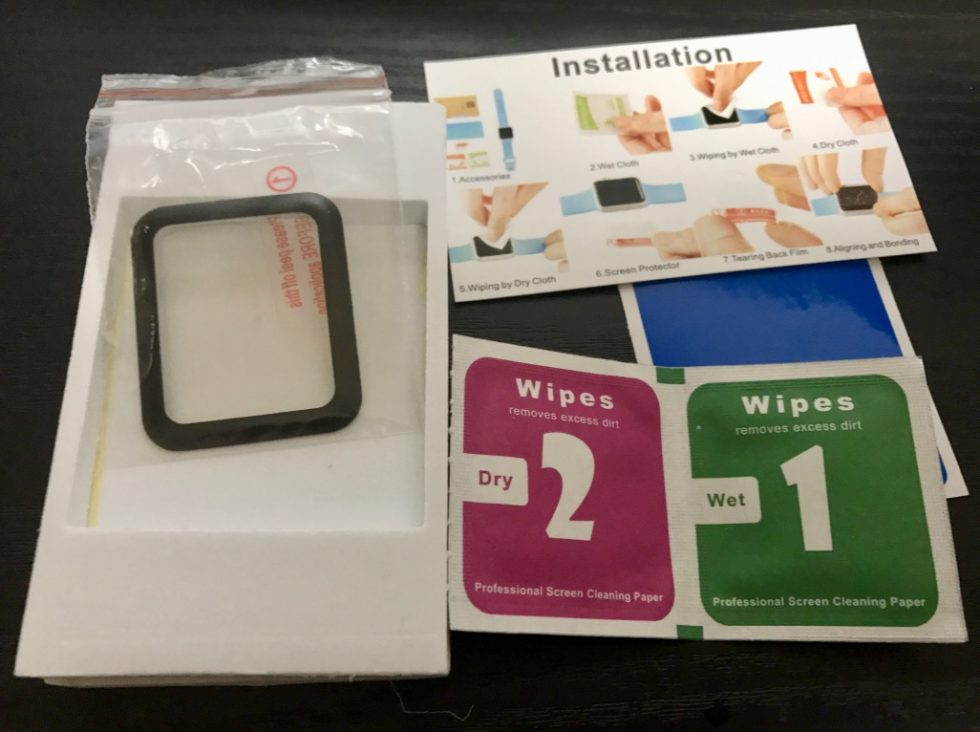 Installation
1.Accessories
2.Wet Cloth
3.Wiping by Wet Cloth
4.Dry Cloth
5.Wiping by Dry Cloth
6.Screen Protector
7 Tearing Back Film
8.Aligning and Bonding
1
Wipes
removes excess dirt
Dry
2
Professional Screen Cleaning Paper
Wipes
removes excess dirt
Wet
1
Professional Screen Cleaning Paper